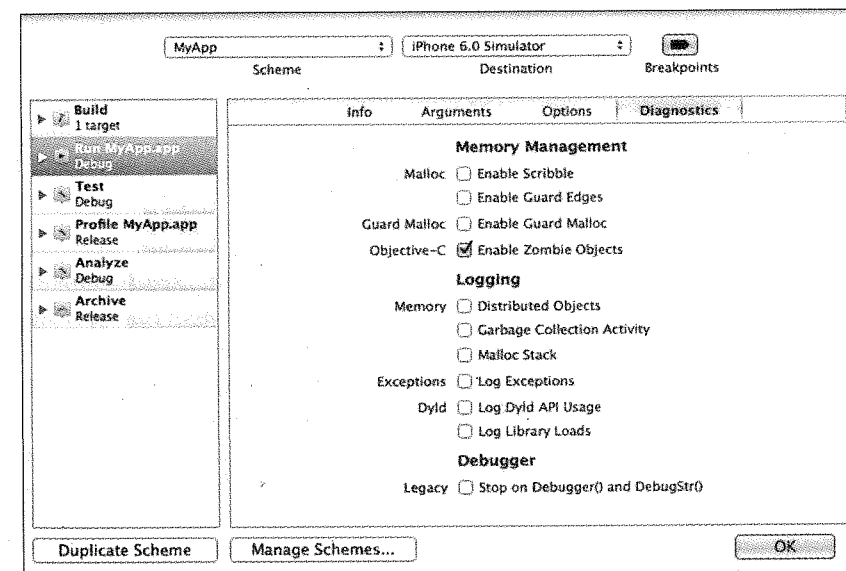 MyApp
iPhone 6.0 Simulator
Scheme
Destination
Breakpoints
Build
1 target
Run MyApp.app
Debug
Test
Debug
Profile MyApp.app
Release
Analyze
Debug
Archive
Release
Info
Arguments
Options
Diagnostics
Memory Management
Malloc
Enable Scribble
Enable Guard Edges
Guard Malloc
Enable Guard Malloc
Objective-C
Enable Zombie Objects
Logging
Memory
Distributed Objects
Garbage Collection Activity
Malloc Stack
Exceptions
Log Exceptions
Dyld
Log Dyld API Usage
Log Library Loads
Debugger
Legacy
Stop on Debugger() and DebugStr()
Duplicate Scheme
Manage Schemes...
OK